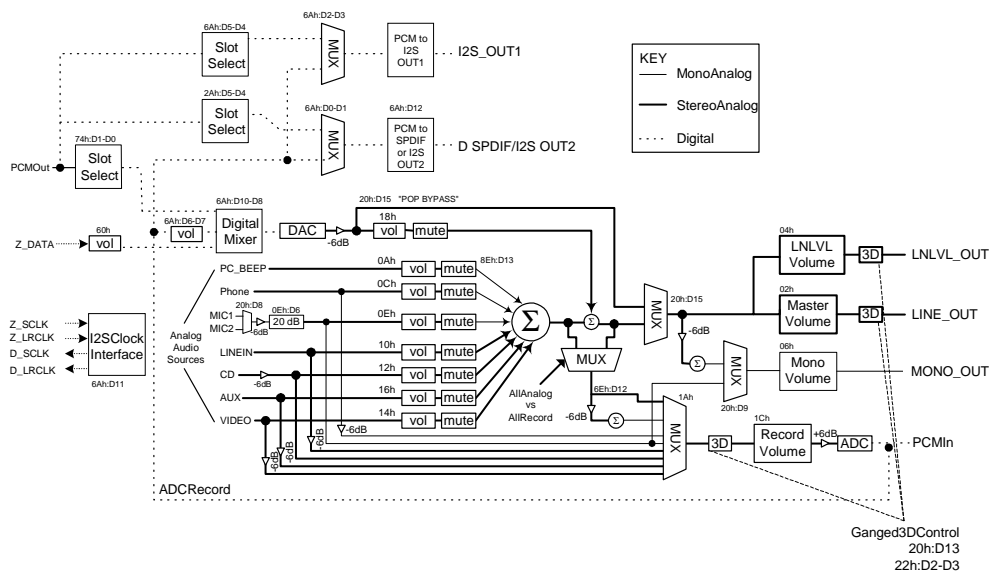 6Ah:D5-D4
Slot
Select
6Ah:D2-D3
MUX
PCM to
I2S
OUT1
I2S_OUT1
KEY
MonoAnalog
StereoAnalog
Digital
2Ah:D5-D4
Slot
Select
6Ah:D0-D1
MUX
6Ah:D12
PCM to
SPDIF
or I2S
OUT2
D SPDIF/I2S OUT2
74h:D1-D0
PCMOut
Slot
Select
6Ah:D10-D8
Digital
Mixer
6Ah:D6-D7
vol
60h
Z_DATA
vol
DAC
-6dB
20h:D15 "POP BYPASS"
18h
vol
mute
8Eh:D13
PC_BEEP
0Ah
vol
mute
Phone
0Ch
vol
mute
20h:D8
MIC1
MIC2
-6dB
0Eh:D6
20 dB
0Eh
vol
mute
LINEIN
10h
vol
mute
CD
-6dB
12h
vol
mute
AUX
16h
vol
mute
VIDEO
14h
vol
mute
Analog
Audio
Sources
Z_SCLK
Z_LRCLK
D_SCLK
D_LRCLK
I2SClock
Interface
6Ah:D11
Σ
Σ
MUX
AllAnalog
vs
AllRecord
6Eh:D12
-6dB
Σ
MUX
20h:D15
-6dB
Σ
MUX
20h:D9
04h
LNLVL
Volume
3D
LNLVL_OUT
02h
Master
Volume
3D
LINE_OUT
06h
Mono
Volume
MONO_OUT
-6dB
-6dB
-6dB
-6dB
-6dB
1Ah
MUX
3D
1Ch
Record
Volume
+6dB
ADC
PCMIn
ADCRecord
Ganged3DControl
20h:D13
22h:D2-D3